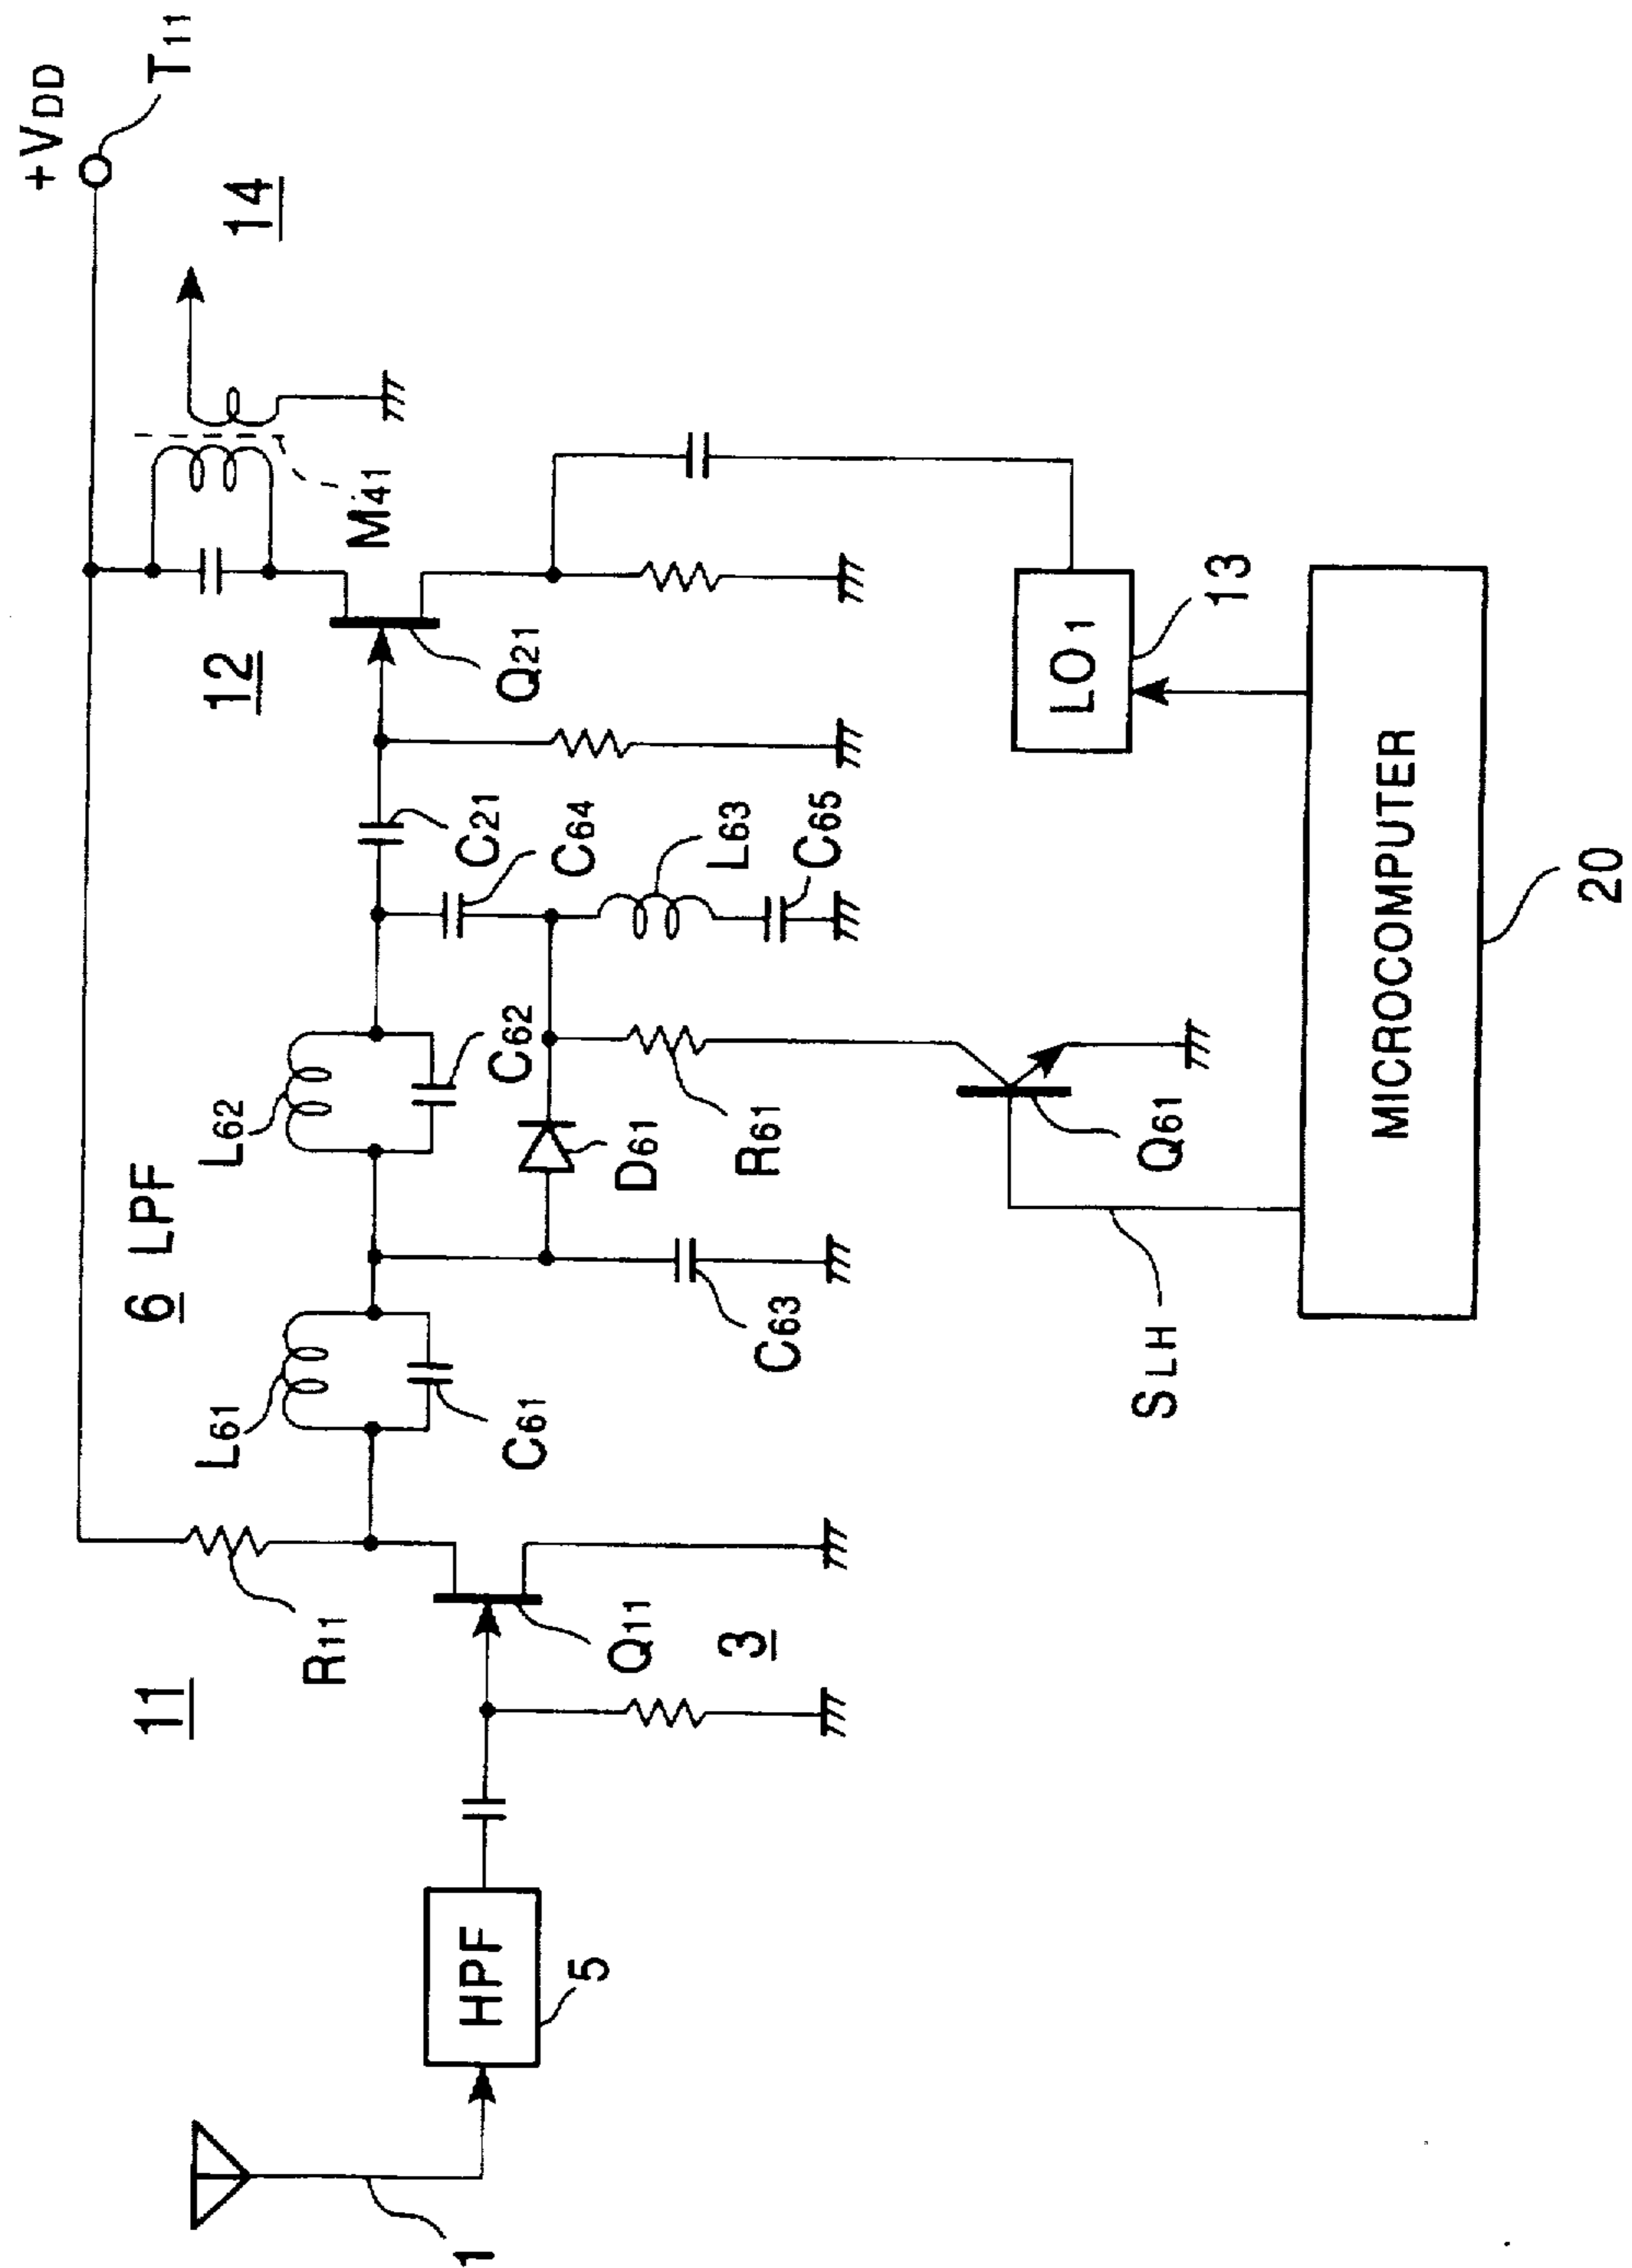 +VDD
T11
14
M41
12
Q21
C21
C64
L63
C65
LO1
13
6 LPF
L62
C62
L61
C61
D61
R61
C63
Q61
SLH
MICROCOMPUTER
20
11
R11
Q11
3
HPF
5
1